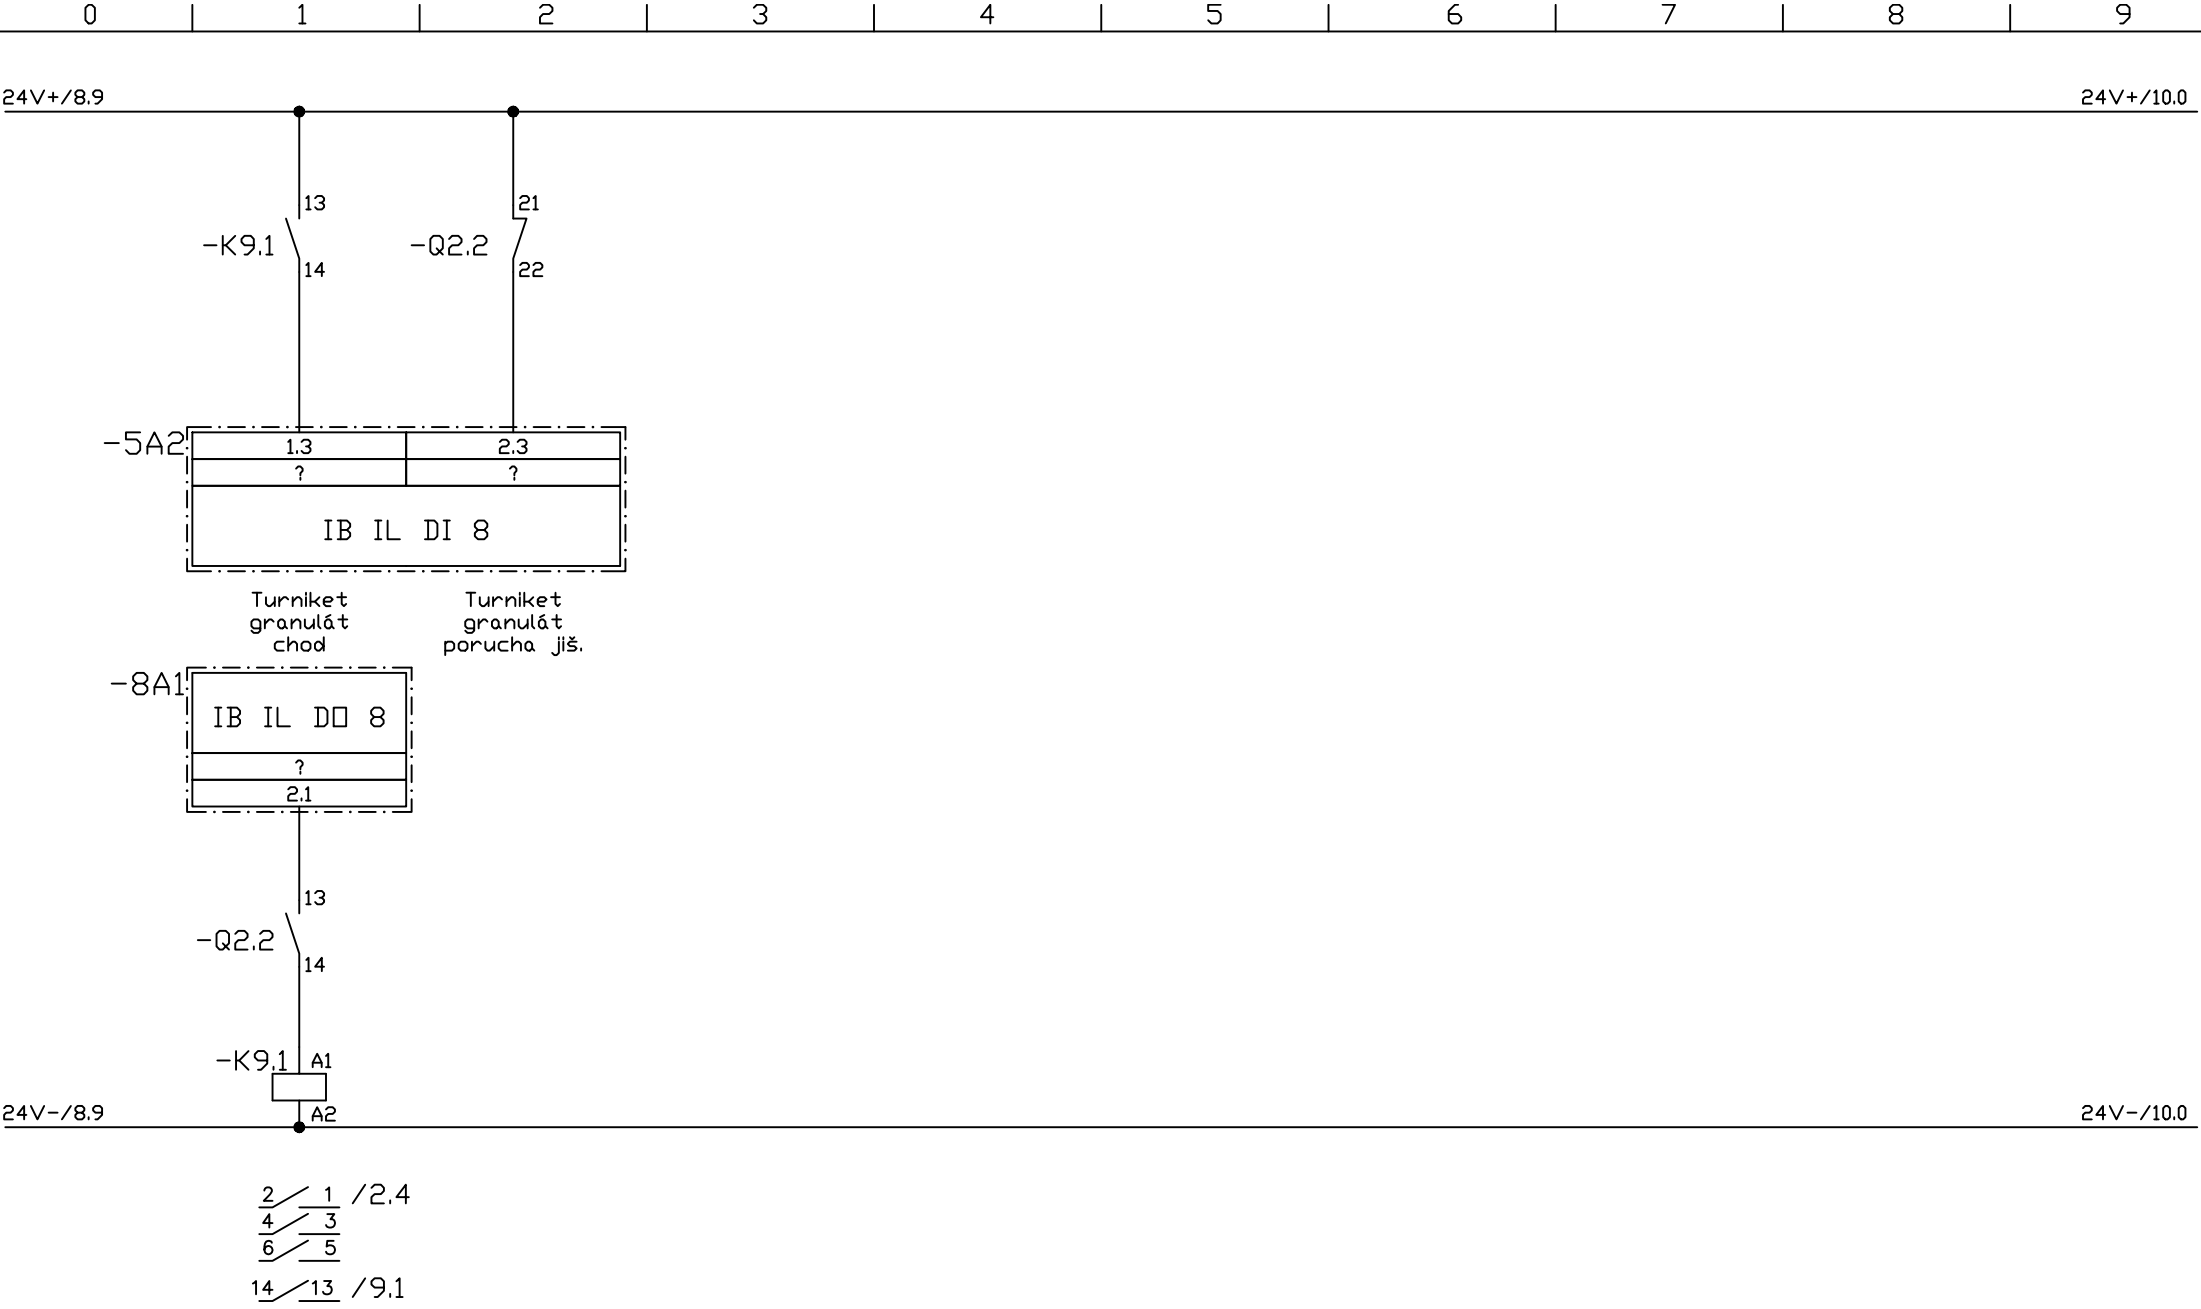 0 1 2 3 4 5 6 7 8 9
24V+/8.9 24V+/10.0
13 21
-K9.1 -Q2.2
14 22
-5A2 1.3 2.3
? ?
IB IL DI 8
Turniket Turniket
granulát granulát
chod porucha jiš.
-8A1
IB IL DO 8
?
2.1
13
-Q2.2
14
-K9.1 A1
24V-/8.9 A2 24V-/10.0
2 1 /2.4
4 3
6 5
14 13 /9.1